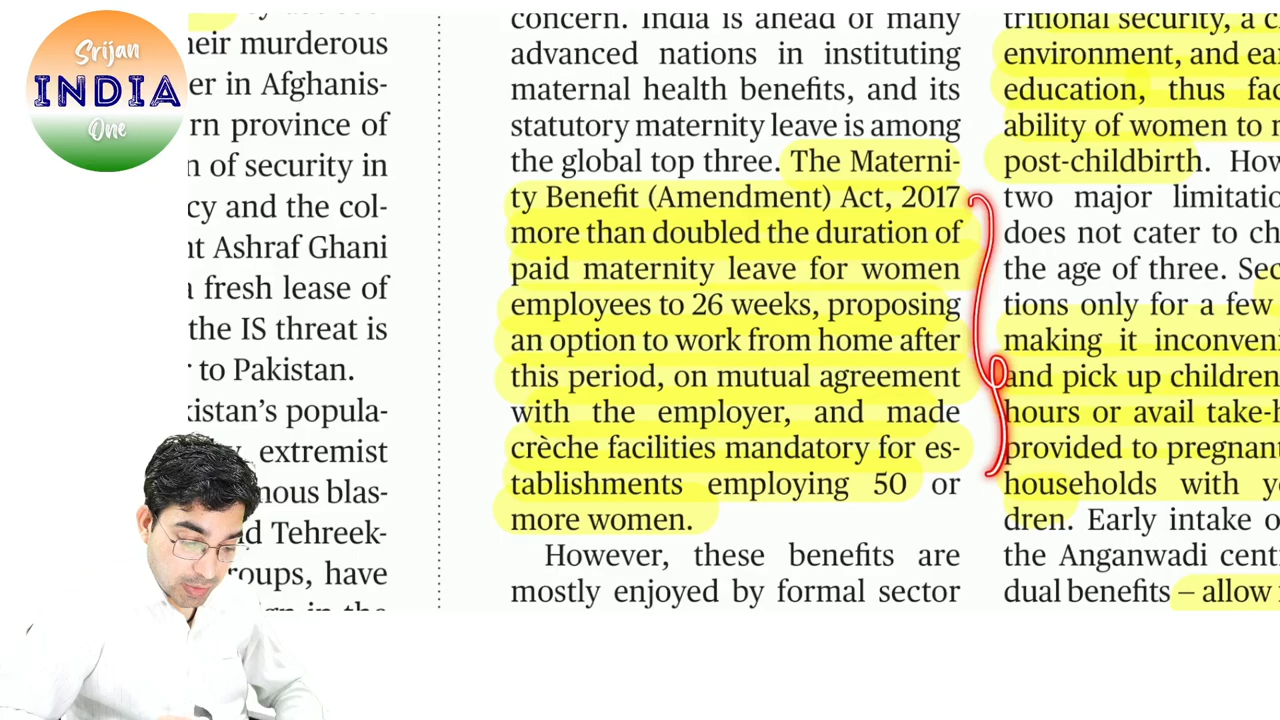 Srijan
INDIA
One
heir murderous
er in Afghanis-
rn province of
n of security in
cy and the col-
nt Ashraf Ghani
a fresh lease of
the IS threat is
to Pakistan.
kistan's popula-
extremist
nous blas-
nd Tehreek-
roups, have
concern. India is ahead of many
advanced nations in instituting
maternal health benefits, and its
statutory maternity leave is among
the global top three. The Materni-
ty Benefit (Amendment) Act, 2017
more than doubled the duration of
paid maternity leave for women
employees to 26 weeks, proposing
an option to work from home after
this period, on mutual agreement
with the employer, and made
crèche facilities mandatory for es-
tablishments employing 50 or
more women.
However, these benefits are
mostly enjoyed by formal sector
tritional security, a c
environment, and ear
education, thus fac
ability of women to r
post-childbirth. How
two major limitatio
does not cater to ch
the age of three. Sec
tions only for a few
making it inconveni
and pick up children
hours or avail take-h
provided to pregnant
households with yo
dren. Early intake o
the Anganwadi cent
dual benefits – allow